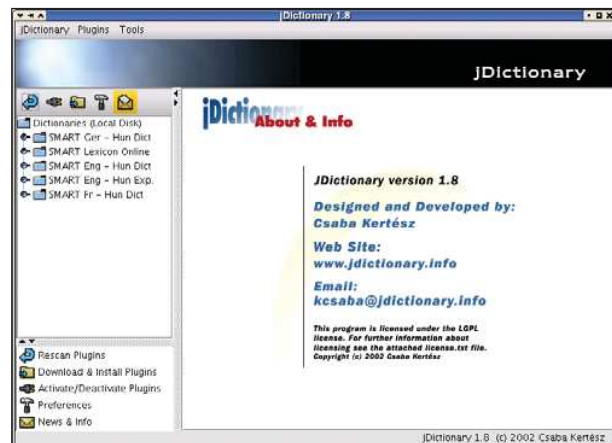 jDictionary 1.8
jDictionary Plugins Tools
jDictionary
Dictionaries (Local Disk)
SMART Ger - Hun Dict
SMART Lexicon Online
SMART Eng - Hun Dict
SMART Eng - Hun Exp.
SMART Fr - Hun Dict
Rescan Plugins
Download & Install Plugins
Activate/Deactivate Plugins
Preferences
News & Info
jDictionary
About & Info
JDictionary version 1.8
Designed and Developed by:
Csaba Kertész
Web Site:
www.jdictionary.info
Email:
kcsaba@jdictionary.info
This program is licensed under the LGPL
license. For further information about
licensing see the attached license.txt file.
Copyright (c) 2002 Csaba Kertész
JDictionary 1.8 (c) 2002 Csaba Kertész